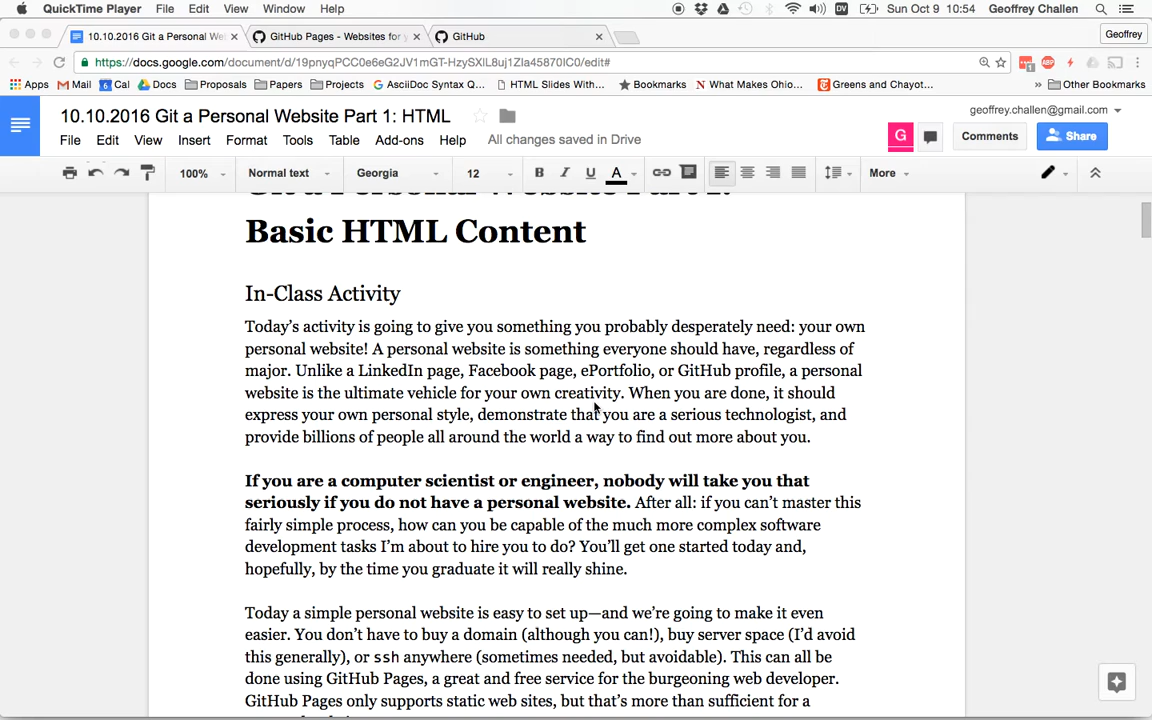 QuickTime Player File Edit View Window Help Sun Oct 9 10:54 Geoffrey Challen
10.10.2016 Git a Personal We GitHub Pages - Websites for y GitHub Geoffrey
https://docs.google.com/document/d/19pnyqPCC0e6eG2JV1mGT-HzySXlL8uj1Zla45870IC0/edit#
Apps Mail Cal Docs Proposals Papers Projects AsciiDoc Syntax Q... HTML Slides With... Bookmarks What Makes Ohio... Greens and Chayot... » Other Bookmarks
10.10.2016 Git a Personal Website Part 1: HTML
geoffrey.challen@gmail.com
File Edit View Insert Format Tools Table Add-ons Help All changes saved in Drive
G Comments Share
100% Normal text Georgia 12 B I U A More
Git a Personal Website Part 1:
Basic HTML Content
In-Class Activity
Today's activity is going to give you something you probably desperately need: your own
personal website! A personal website is something everyone should have, regardless of
major. Unlike a LinkedIn page, Facebook page, ePortfolio, or GitHub profile, a personal
website is the ultimate vehicle for your own creativity. When you are done, it should
express your own personal style, demonstrate that you are a serious technologist, and
provide billions of people all around the world a way to find out more about you.
If you are a computer scientist or engineer, nobody will take you that
seriously if you do not have a personal website. After all: if you can't master this
fairly simple process, how can you be capable of the much more complex software
development tasks I'm about to hire you to do? You'll get one started today and,
hopefully, by the time you graduate it will really shine.
Today a simple personal website is easy to set up—and we're going to make it even
easier. You don't have to buy a domain (although you can!), buy server space (I'd avoid
this generally), or ssh anywhere (sometimes needed, but avoidable). This can all be
done using GitHub Pages, a great and free service for the burgeoning web developer.
GitHub Pages only supports static web sites, but that's more than sufficient for a